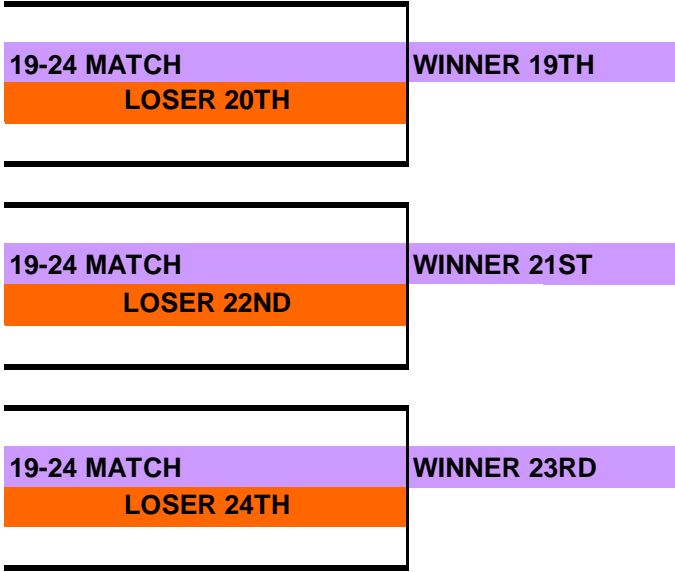 19-24 MATCH WINNER 19TH
LOSER 20TH
19-24 MATCH WINNER 21ST
LOSER 22ND
19-24 MATCH WINNER 23RD
LOSER 24TH